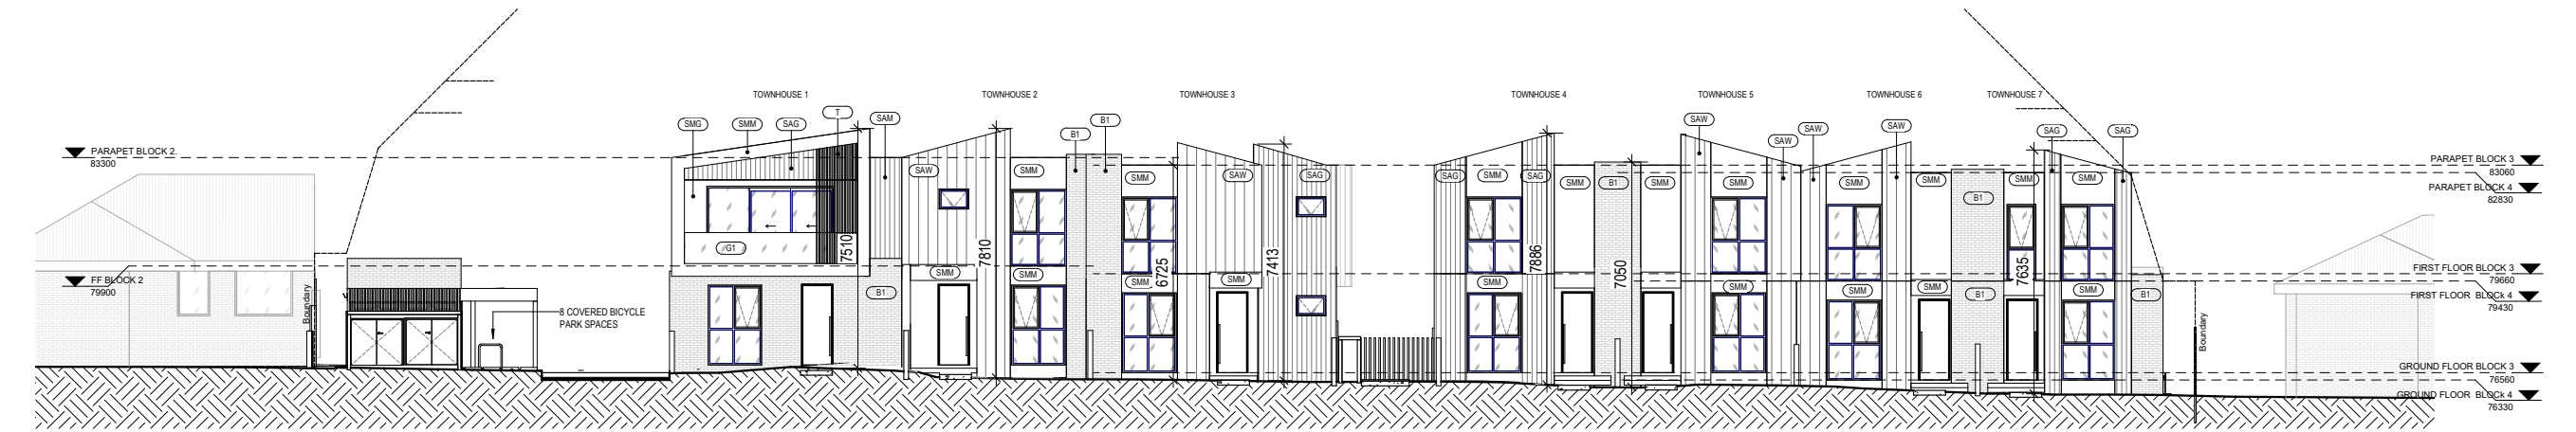 TOWNHOUSE 1
TOWNHOUSE 2
TOWNHOUSE 3
TOWNHOUSE 4
TOWNHOUSE 5
TOWNHOUSE 6
TOWNHOUSE 7
SMG
SMM
SAG
T
SAM
B1
B1
SAW
SAW
SAW
SAG
SAG
PARAPET BLOCK 2.
83300
SAW
SMM
SMM
SAW
SAG
SAG
SMM
SAG
SMM
B1
SMM
SMM
SAW
SMM
SAW
SMM
B1
SMM
SMM
PARAPET BLOCK 3
83060
PARAPET BLOCK 4
82830
G1
7510
7810
6725
7413
7886
7050
7635
FF BLOCK 2
79900
SMM
B1
SMM
SMM
SMM
SMM
SMM
SMM
SMM
B1
SMM
B1
FIRST FLOOR BLOCK 3
79660
FIRST FLOOR BLOCk 4
79430
Boundary
8 COVERED BICYCLE
PARK SPACES
Boundary
GROUND FLOOR BLOCK 3
76560
GROUND FLOOR BLOCk 4
76330